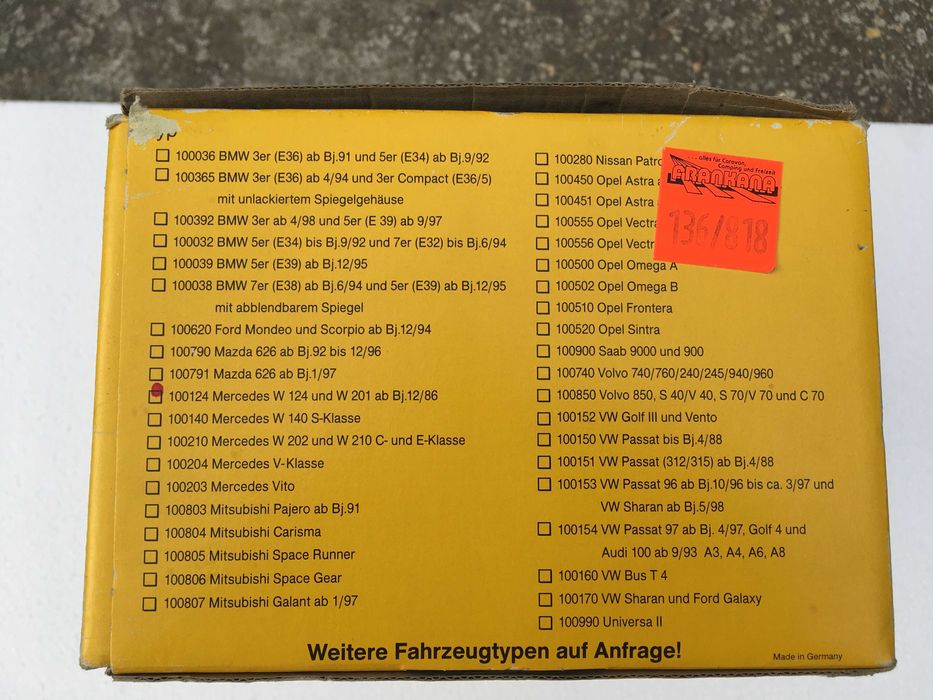 100036 BMW 3er (E36) ab Bj.91 und 5er (E34) ab Bj.9/92
100365 BMW 3er (E36) ab 4/94 und 3er Compact (E36/5)
mit unlackiertem Spiegelgehäuse
100392 BMW 3er ab 4/98 und 5er (E 39) ab 9/97
100032 BMW 5er (E34) bis Bj.9/92 und 7er (E32) bis Bj.6/94
100039 BMW 5er (E39) ab Bj.12/95
100038 BMW 7er (E38) ab Bj.6/94 und 5er (E39) ab Bj.12/95
mit abblendbarem Spiegel
100620 Ford Mondeo und Scorpio ab Bj.12/94
100790 Mazda 626 ab Bj.92 bis 12/96
100791 Mazda 626 ab Bj.1/97
100124 Mercedes W 124 und W 201 ab Bj.12/86
100140 Mercedes W 140 S-Klasse
100210 Mercedes W 202 und W 210 C- und E-Klasse
100204 Mercedes V-Klasse
100203 Mercedes Vito
100803 Mitsubishi Pajero ab Bj.91
100804 Mitsubishi Carisma
100805 Mitsubishi Space Runner
100806 Mitsubishi Space Gear
100807 Mitsubishi Galant ab 1/97
100280 Nissan
100450 Opel Astra
100451 Opel Astra
100555 Opel
100556 Opel
100500 Opel Omega A
100502 Opel Omega B
100510 Opel Frontera
100520 Opel Sintra
100900 Saab 9000 und 900
100740 Volvo 740/760/240/245/940/960
100850 Volvo 850, S 40/V 40, S 70/V 70 und C 70
100152 VW Golf III und Vento
100150 VW Passat bis Bj.4/88
100151 VW Passat (312/315) ab Bj.4/88
100153 VW Passat 96 ab Bj.10/96 bis ca. 3/97 und
VW Sharan ab Bj.5/98
100154 VW Passat 97 ab Bj. 4/97, Golf 4 und
Audi 100 ab 9/93 A3, A4, A6, A8
100160 VW Bus T 4
100170 VW Sharan und Ford Galaxy
100990 Universa II
...alles für Caravan,
Camping und Freizeit
FRANKANA
136/818
Weitere Fahrzeugtypen auf Anfrage!
Made in Germany